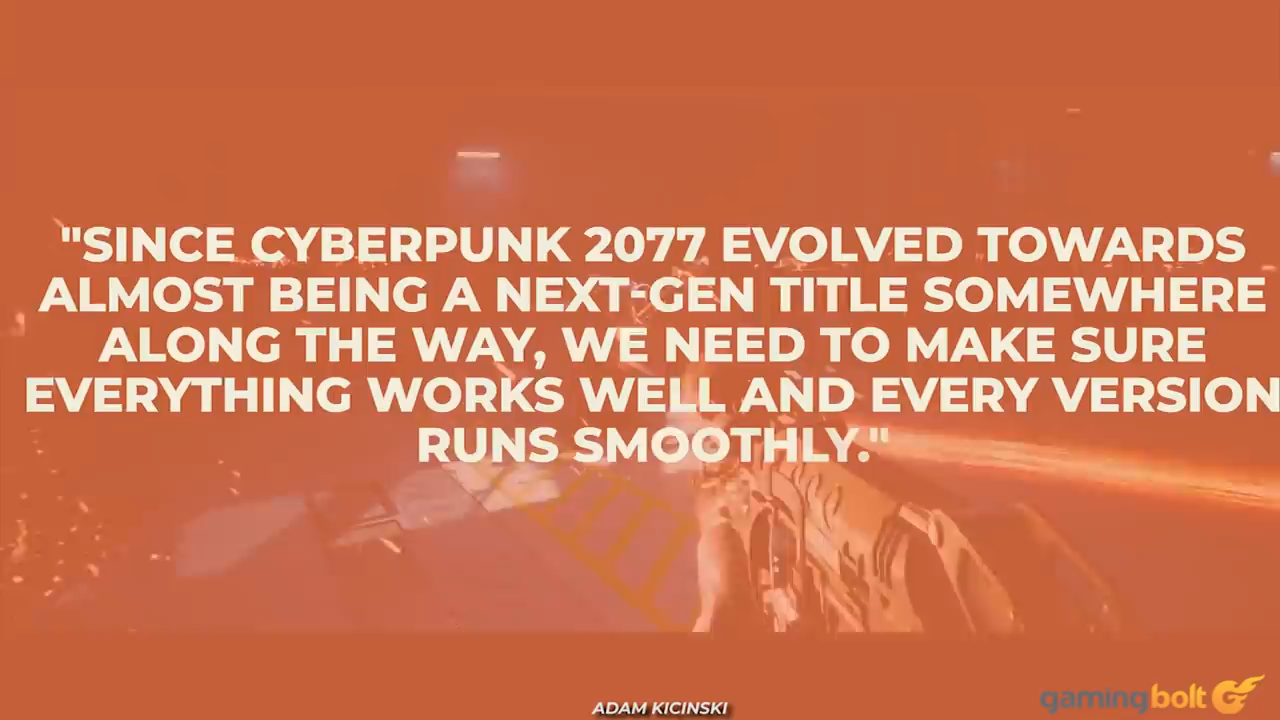 "SINCE CYBERPUNK 2077 EVOLVED TOWARDS
ALMOST BEING A NEXT-GEN TITLE SOMEWHERE
ALONG THE WAY, WE NEED TO MAKE SURE
EVERYTHING WORKS WELL AND EVERY VERSION
RUNS SMOOTHLY."
ADAM KICINSKI
gamingbolt